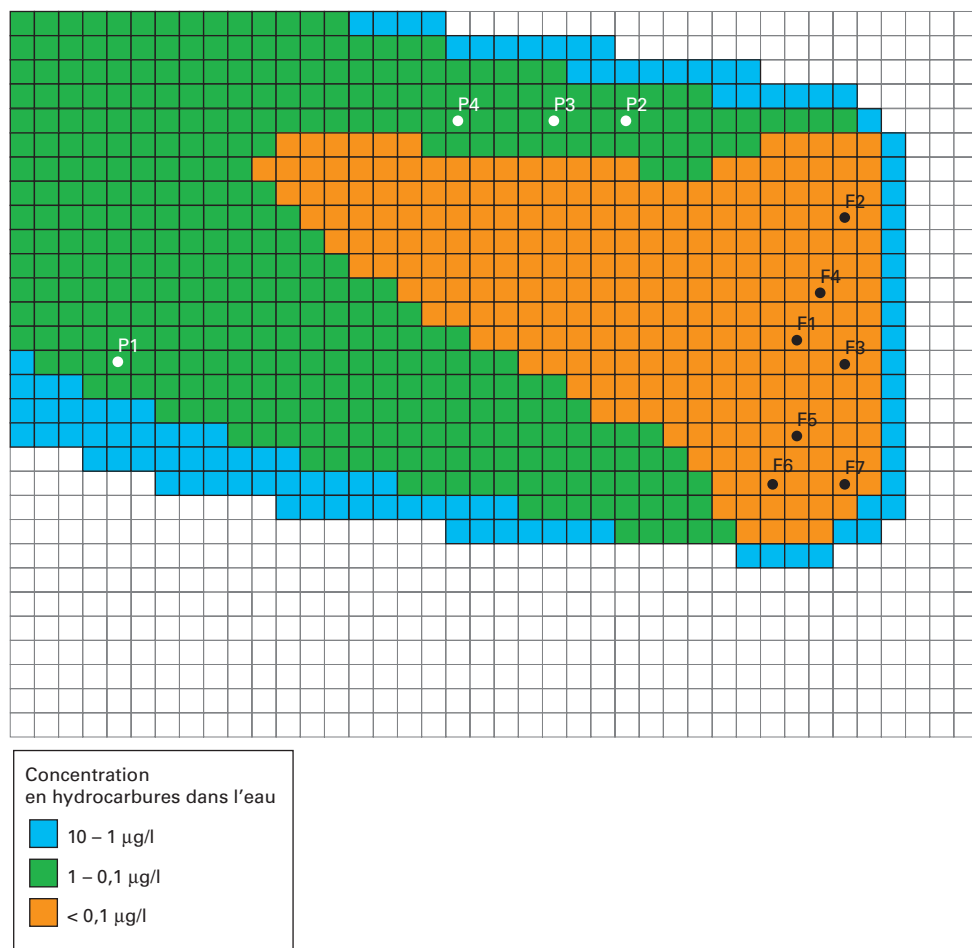 P4 P3 P2
F2
F4
F1
P1
F3
F5
F6 F7
Concentration
en hydrocarbures dans l'eau
10 – 1 µg/l
1 – 0,1 µg/l
< 0,1 µg/l